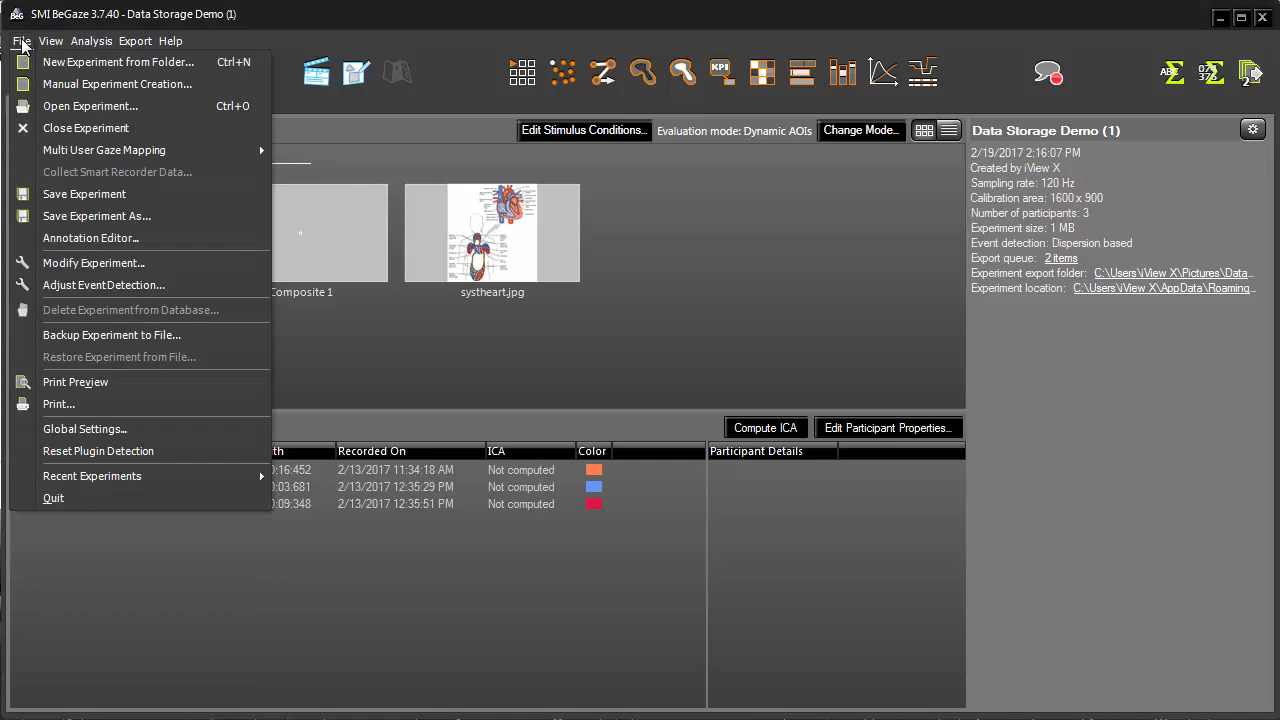 SMI BeGaze 3.7.40 - Data Storage Demo (1)
File View Analysis Export Help
New Experiment from Folder... Ctrl+N
Manual Experiment Creation...
Open Experiment... Ctrl+O
Close Experiment
Multi User Gaze Mapping
Collect Smart Recorder Data...
Save Experiment
Save Experiment As...
Annotation Editor...
Modify Experiment...
Adjust Event Detection...
Delete Experiment from Database...
Backup Experiment to File...
Restore Experiment from File...
Print Preview
Print...
Global Settings...
Reset Plugin Detection
Recent Experiments
Quit
KPI
Edit Stimulus Conditions...
Evaluation mode: Dynamic AOIs
Change Mode...
Composite 1
systheart.jpg
Compute ICA
Edit Participant Properties...
Recorded On ICA Color
Participant Details
0:16:452 2/13/2017 11:34:18 AM Not computed
0:03:681 2/13/2017 12:35:29 PM Not computed
0:09:348 2/13/2017 12:35:51 PM Not computed
Data Storage Demo (1)
2/19/2017 2:16:07 PM
Created by iView X
Sampling rate: 120 Hz
Calibration area: 1600 x 900
Number of participants: 3
Experiment size: 1 MB
Event detection: Dispersion based
Export queue: 2 items
Experiment export folder: C:\Users\iView X\Pictures\Data...
Experiment location: C:\Users\iView X\AppData\Roaming...